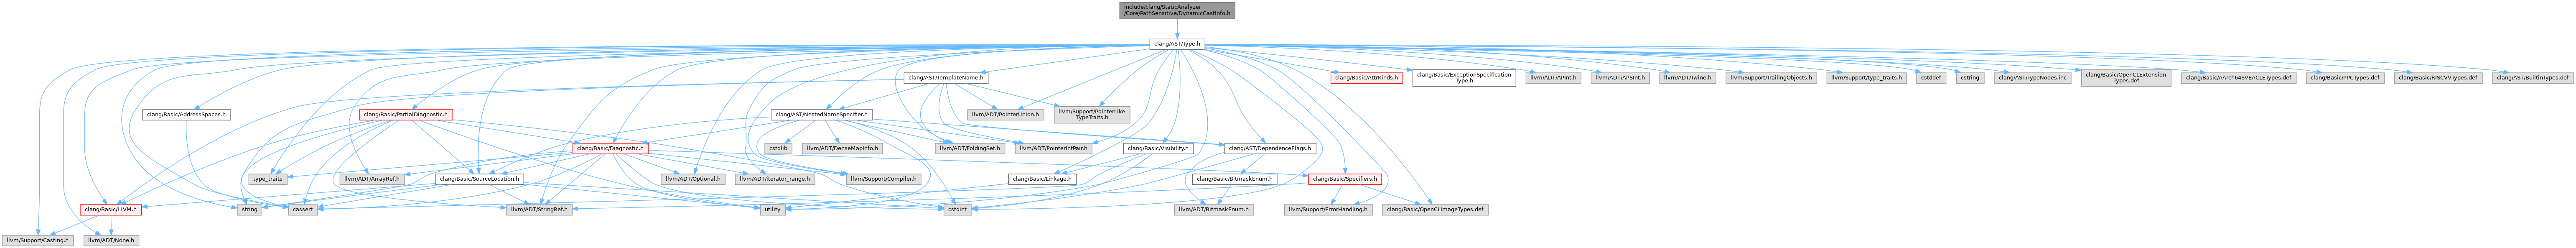 include/clang/StaticAnalyzer
/Core/PathSensitive/DynamicCastInfo.h
clang/AST/Type.h
clang/AST/TemplateName.h
clang/Basic/AttrKinds.h
clang/Basic/ExceptionSpecification
Type.h
llvm/ADT/APInt.h
llvm/ADT/APSInt.h
llvm/ADT/Twine.h
llvm/Support/TrailingObjects.h
llvm/Support/type_traits.h
cstddef
cstring
clang/AST/TypeNodes.inc
clang/Basic/OpenCLExtension
Types.def
clang/Basic/AArch64SVEACLETypes.def
clang/Basic/PPCTypes.def
clang/Basic/RISCVVTypes.def
clang/AST/BuiltinTypes.def
clang/Basic/AddressSpaces.h
clang/Basic/PartialDiagnostic.h
clang/AST/NestedNameSpecifier.h
llvm/ADT/PointerUnion.h
llvm/Support/PointerLike
TypeTraits.h
clang/Basic/Diagnostic.h
cstdlib
llvm/ADT/DenseMapInfo.h
llvm/ADT/FoldingSet.h
llvm/ADT/PointerIntPair.h
clang/Basic/Visibility.h
clang/AST/DependenceFlags.h
type_traits
llvm/ADT/ArrayRef.h
clang/Basic/SourceLocation.h
llvm/ADT/Optional.h
llvm/ADT/iterator_range.h
llvm/Support/Compiler.h
clang/Basic/Linkage.h
clang/Basic/BitmaskEnum.h
clang/Basic/Specifiers.h
clang/Basic/LLVM.h
string
cassert
llvm/ADT/StringRef.h
utility
cstdint
llvm/ADT/BitmaskEnum.h
llvm/Support/ErrorHandling.h
clang/Basic/OpenCLImageTypes.def
llvm/Support/Casting.h
llvm/ADT/None.h